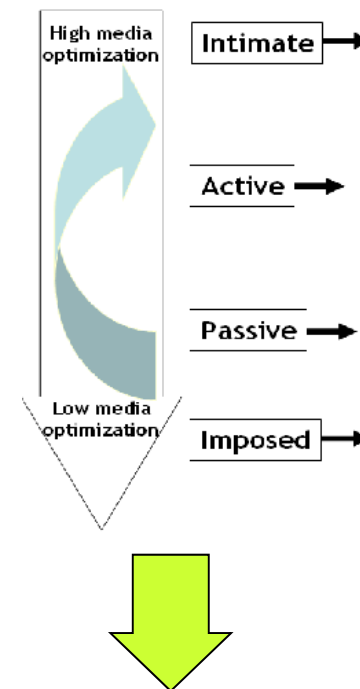 High media
optimization
Intimate
Active
Passive
Low media
optimization
Imposed